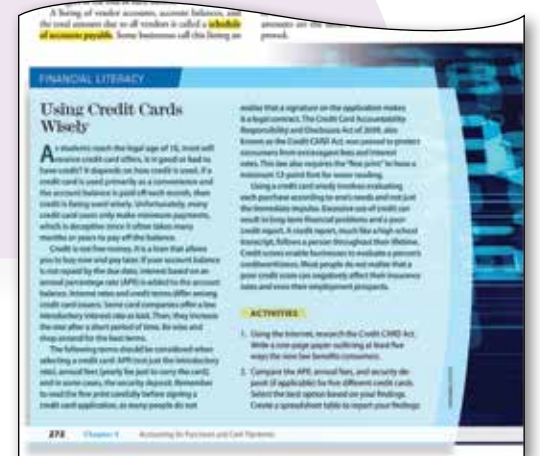 A listing of vendor accounts, account balances, and
the total amount due to all vendors is called a schedule
of accounts payable. Some businesses call this listing an
amounts on the
proved.
FINANCIAL LITERACY
Using Credit Cards
Wisely
As students reach the legal age of 18, most will
receive credit card offers. Is it good or bad to
have credit? It depends on how credit is used. If a
credit card is used primarily as a convenience and
the account balance is paid off each month, then
credit is being used wisely. Unfortunately, many
credit card users only make minimum payments,
which is deceptive since it often takes many
months or years to pay off the balance.
Credit is not free money. It is a loan that allows
you to buy now and pay later. If your account balance
is not repaid by the due date, interest based on an
annual percentage rate (APR) is added to the account
balance. Interest rates and credit terms differ among
credit card issuers. Some card companies offer a low
introductory interest rate as bait. Then, they increase
the rate after a short period of time. Be wise and
shop around for the best terms.
The following terms should be considered when
selecting a credit card: APR (not just the introductory
rate), annual fees (yearly fee just to carry the card),
and in some cases, the security deposit. Remember
to read the fine print carefully before signing a
credit card application, as many people do not
realize that a signature on the application makes
it a legal contract. The Credit Card Accountability
Responsibility and Disclosure Act of 2009, also
known as the Credit CARD Act, was passed to protect
consumers from extravagant fees and interest
rates. This law also requires the "fine print" to have a
minimum 12-point font for easier reading.
Using a credit card wisely involves evaluating
each purchase according to one's needs and not just
the immediate impulse. Excessive use of credit can
result in long-term financial problems and a poor
credit report. A credit report, much like a high school
transcript, follows a person throughout their lifetime.
Credit scores enable businesses to evaluate a person's
creditworthiness. Most people do not realize that a
poor credit score can negatively affect their insurance
rates and even their employment prospects.
ACTIVITIES
1. Using the Internet, research the Credit CARD Act.
Write a one-page paper outlining at least five
ways the new law benefits consumers.
2. Compare the APR, annual fees, and security de-
posit (if applicable) for five different credit cards.
Select the best option based on your findings.
Create a spreadsheet table to report your findings.
272 Chapter 9 Accounting for Purchases and Cash Payments